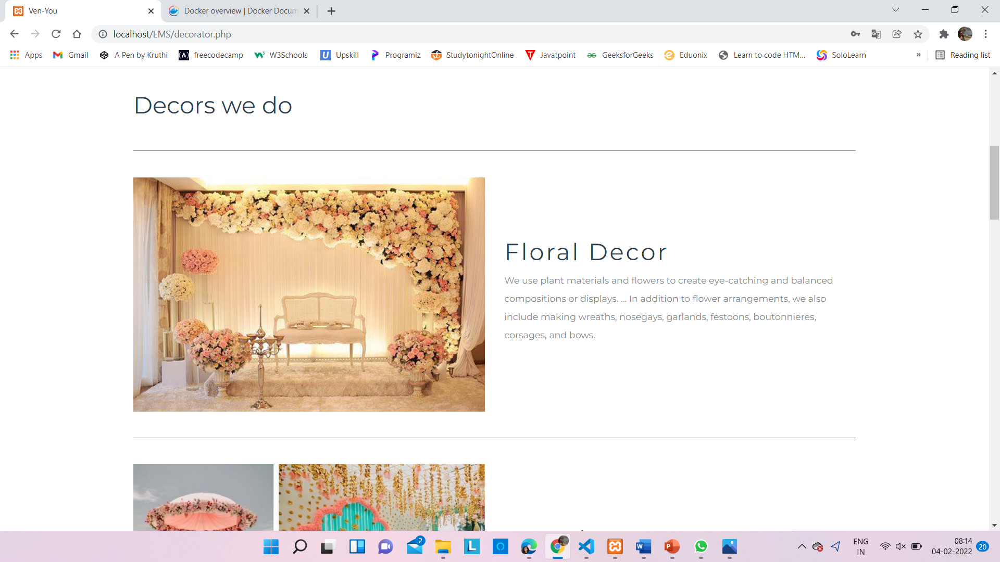 Ven-You
Docker overview | Docker Docum
localhost/EMS/decorator.php
Apps Gmail A Pen by Kruthi freecodecamp W3Schools Upskill Programiz StudytonightOnline Javatpoint GeeksforGeeks Eduonix Learn to code HTM... SoloLearn » Reading list
Decors we do
Floral Decor
We use plant materials and flowers to create eye-catching and balanced
compositions or displays. ... In addition to flower arrangements, we also
include making wreaths, nosegays, garlands, festoons, boutonnieres,
corsages, and bows.
2
ENG
IN
08:14
04-02-2022
20